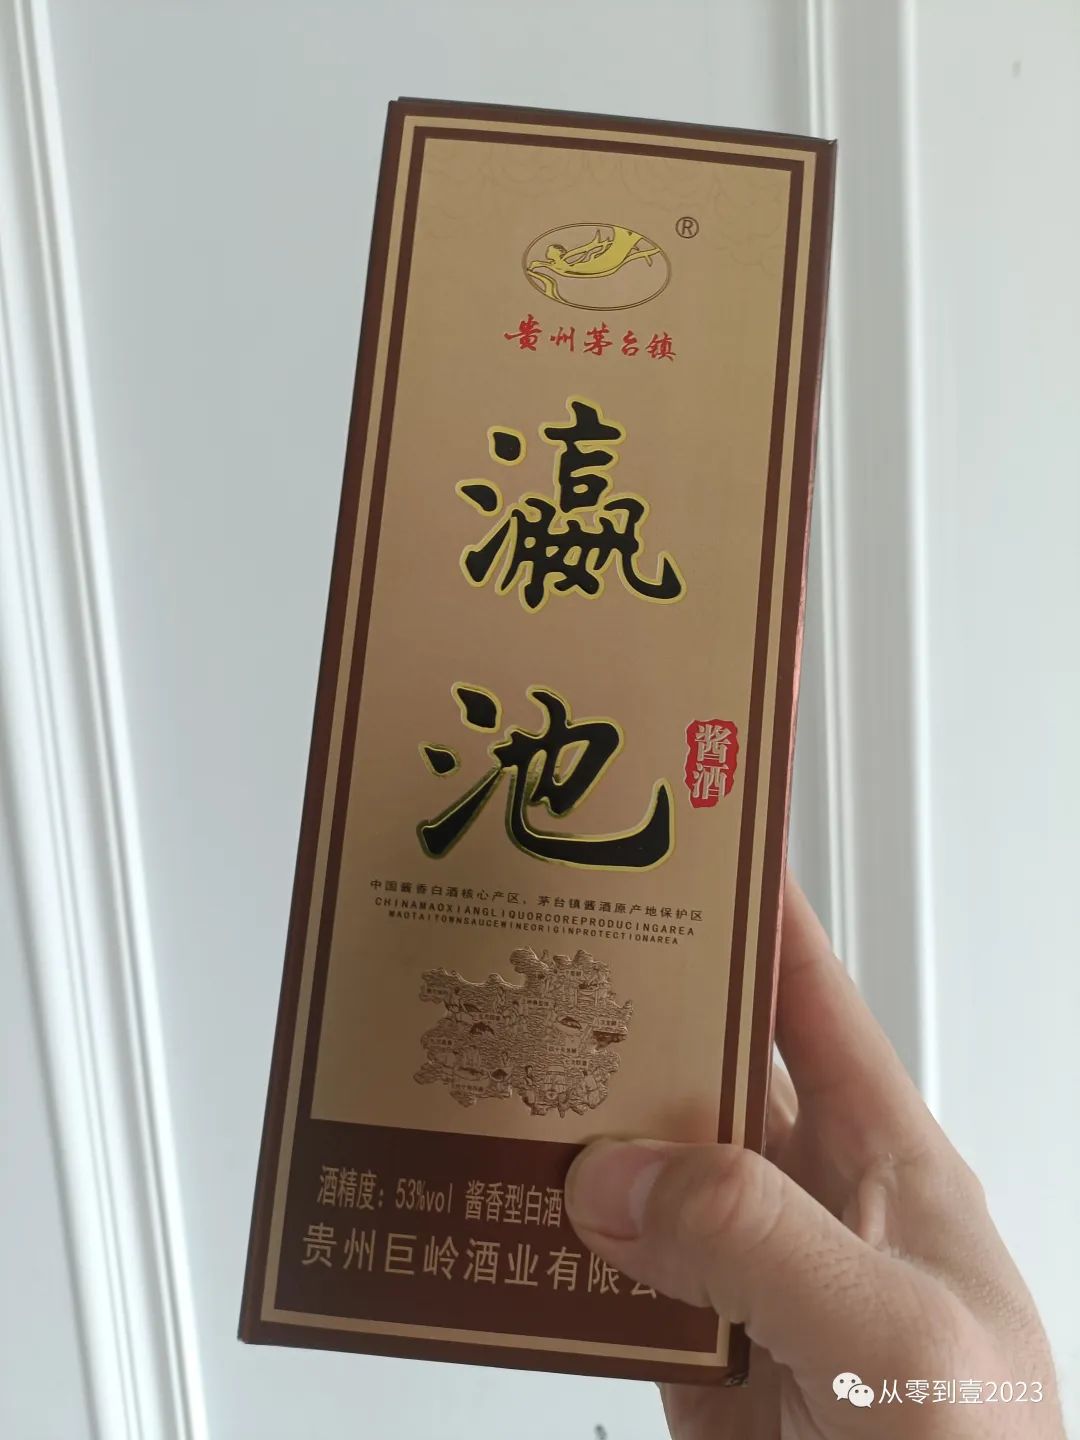 ®
贵州茅台镇
瀛
池
酱
酒
中国酱香白酒核心产区、茅台镇酱酒原产地保护区
CHINAMAOXIANGLIQUORCOREPRODUCINGAREA
MAOTAITOWNSAUCEWINEORIGINPROTECTIONAREA
酒精度：53%vol 酱香型白酒
贵州巨岭酒业有限公
从零到壹2023